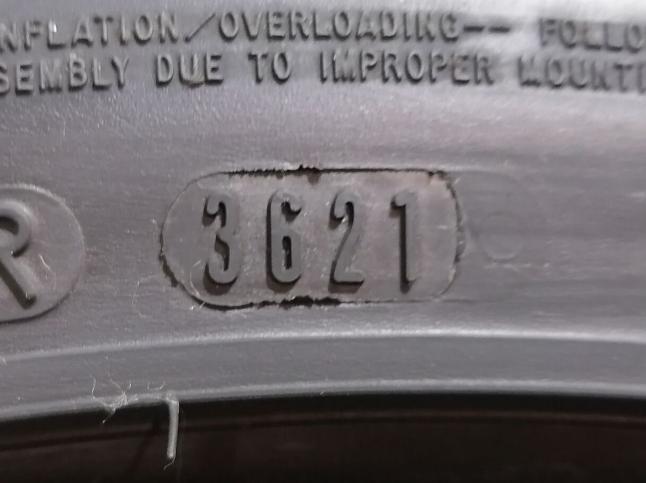 NFLATION/OVERLOADING-- FOLLO
SEMBLY DUE TO IMPROPER MOUNTI
R
3621